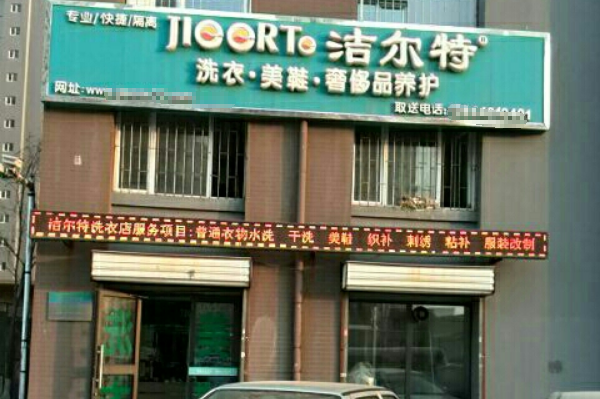 专业/快捷/隔离
JIOORTe 洁尔特®
洗衣·美鞋·奢侈品养护
网址:ww
取送电话:
洁尔特洗衣店服务项目:普通衣物水洗 干洗 美鞋 织补 刺绣 粘补 服装改制